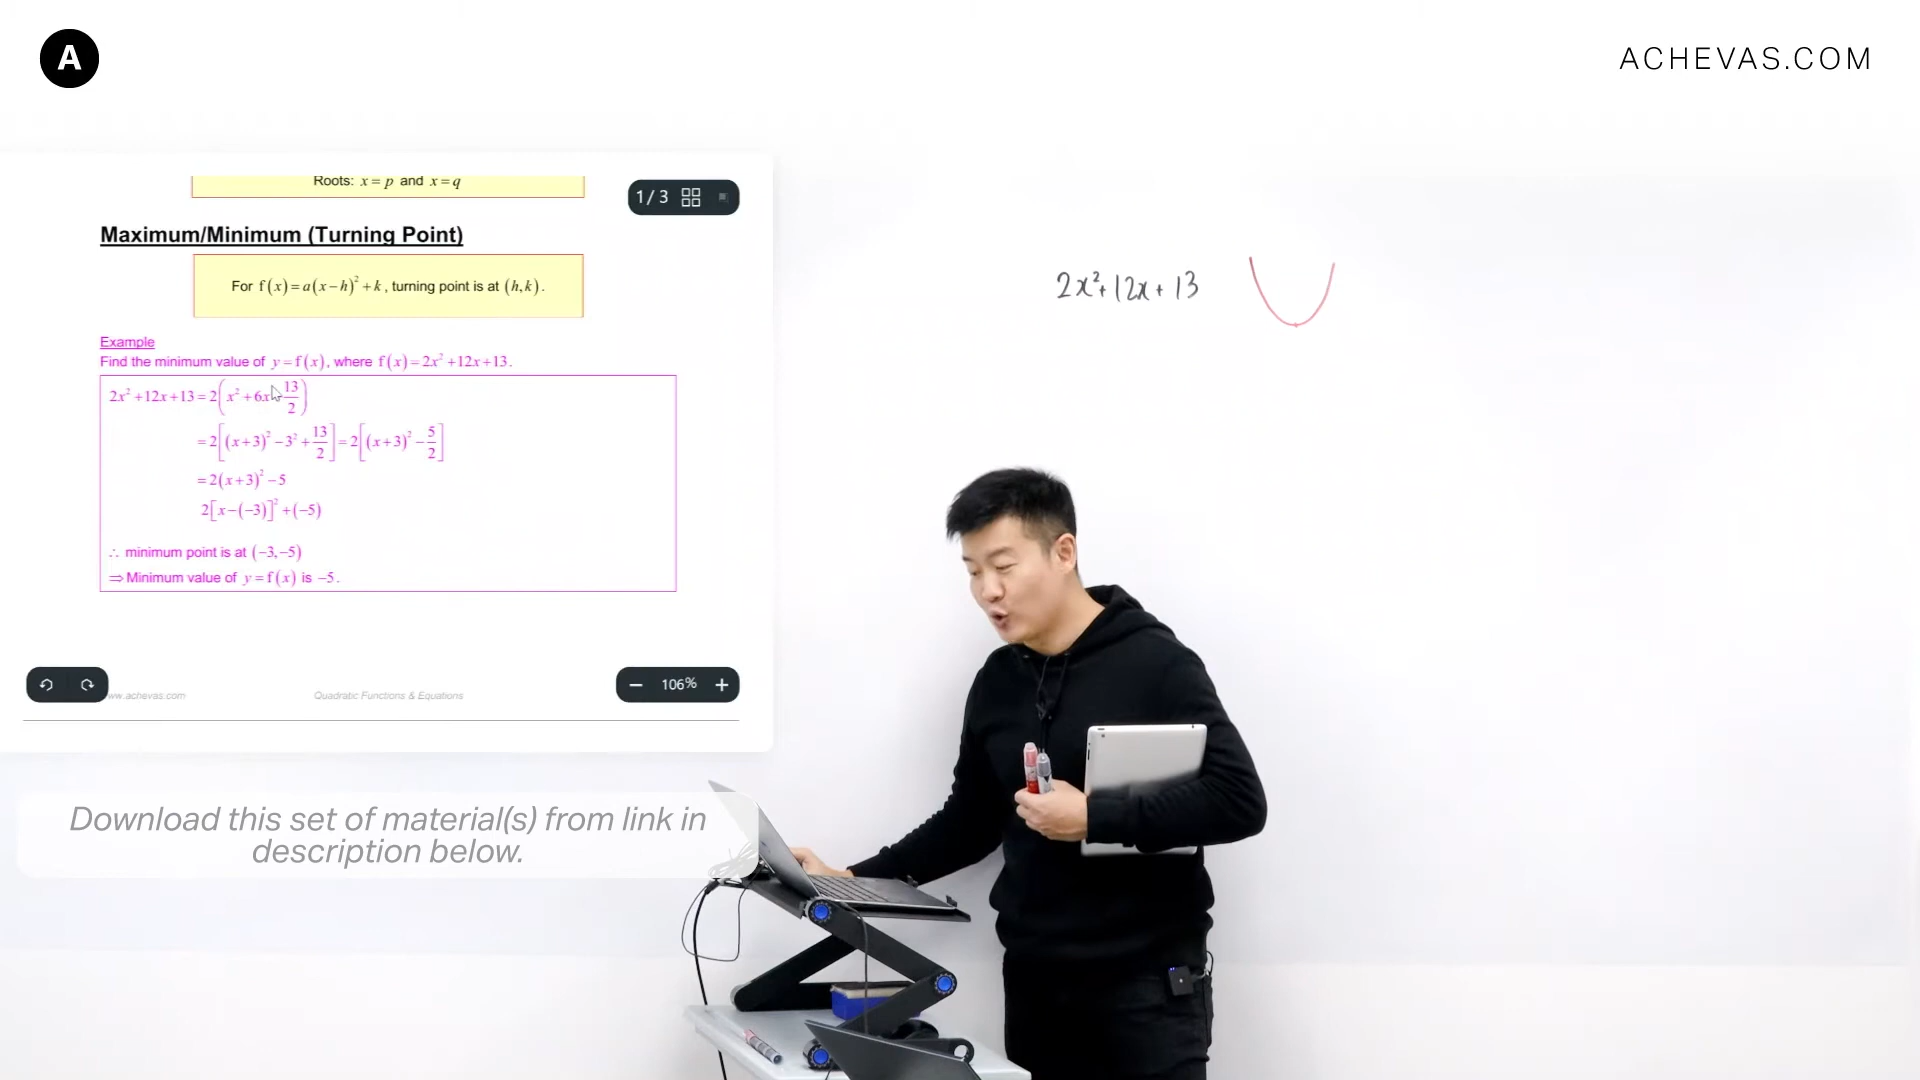 A
ACHEVAS.COM
Roots: x = p and x = q
1 / 3
Maximum/Minimum (Turning Point)
For f(x) = a(x−h)² + k, turning point is at (h,k).
Example
Find the minimum value of y = f(x), where f(x) = 2x² + 12x + 13.
2x² + 12x + 13 = 2(x² + 6x 13/2)
= 2[(x+3)² − 3² + 13/2] = 2[(x+3)² − 5/2]
= 2(x+3)² − 5
2[x−(−3)]² + (−5)
∴ minimum point is at (−3,−5)
⇒ Minimum value of y = f(x) is −5.
ww.achevas.com
Quadratic Functions & Equations
− 106% +
2x² + 12x + 13
Download this set of material(s) from link in
description below.